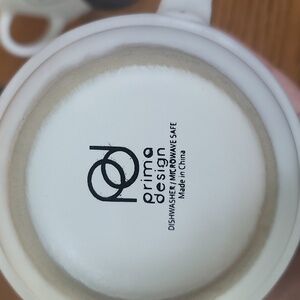 prima
design
DISHWASHER / MICROWAVE SAFE
Made in China